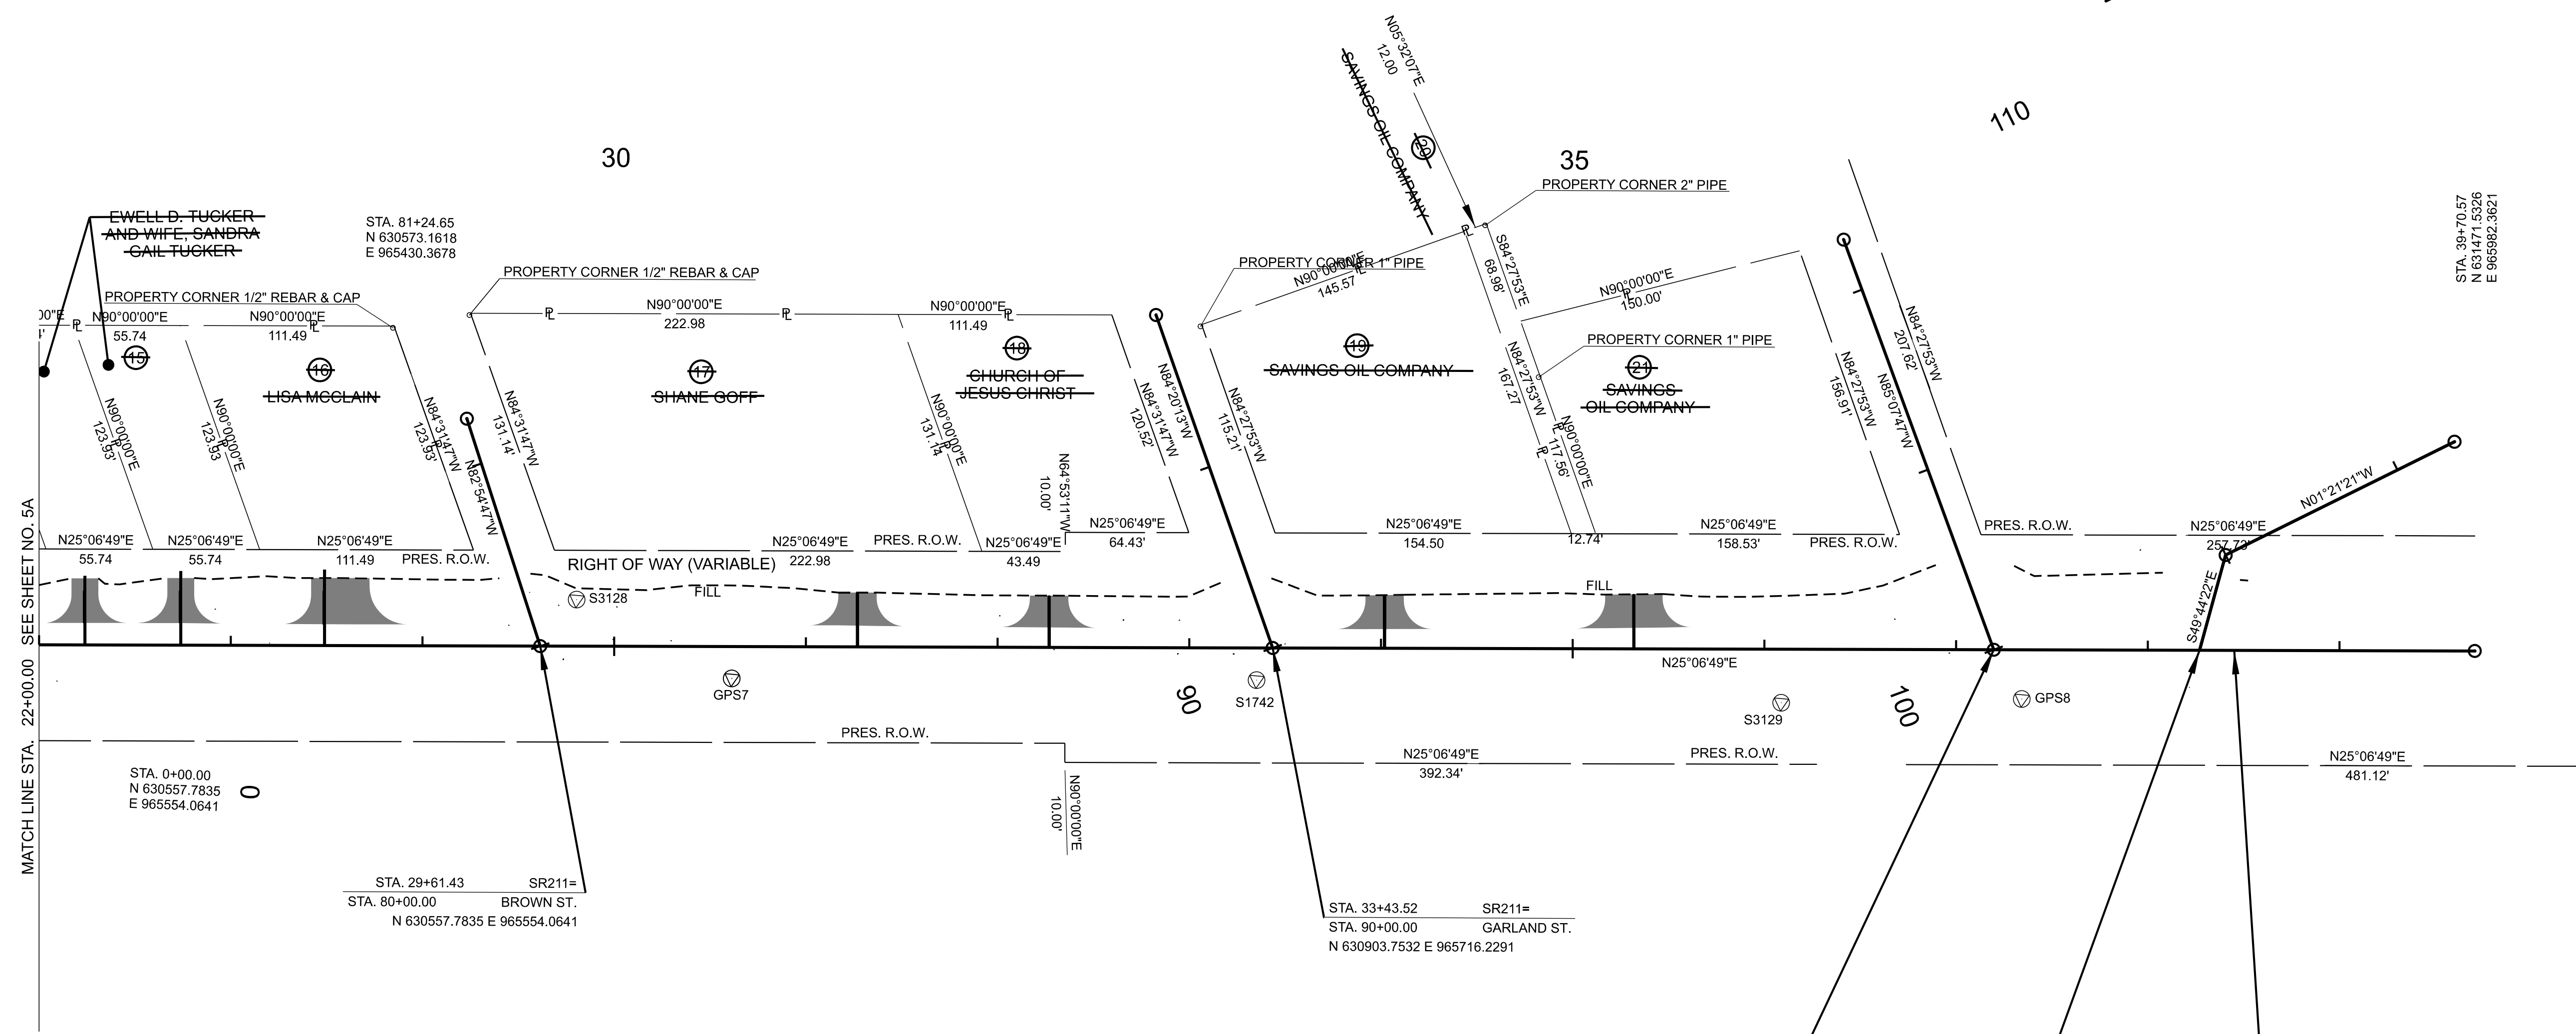 N05°32'07"E
12.00
SAVINGS OIL COMPANY
20
110
30
35
PROPERTY CORNER 2" PIPE
EWELL D. TUCKER
AND WIFE, SANDRA
GAIL TUCKER
STA. 81+24.65
N 630573.1618
E 965430.3678
STA. 39+70.57
N 631471.5326
E 965982.3621
PROPERTY CORNER 1/2" REBAR & CAP
PROPERTY CORNER 1/2" REBAR & CAP
PROPERTY CORNER 1" PIPE
N90°00'00"E
145.57
S84°27'53"E
68.98'
N90°00'00"E
150.00'
00"E
4'
N90°00'00"E
55.74
N90°00'00"E
111.49
N90°00'00"E
222.98
N90°00'00"E
111.49
15
16
LISA MCCLAIN
17
SHANE GOFF
18
CHURCH OF
JESUS CHRIST
19
SAVINGS OIL COMPANY
PROPERTY CORNER 1" PIPE
21
SAVINGS
OIL COMPANY
N90°00'00"E
123.93'
N90°00'00"E
123.93
N84°31'47"W
123.93'
N82°54'47"W
N84°31'47"W
131.14'
N90°00'00"E
131.14
N64°53'11"W
10.00'
N84°31'47"W
120.52'
N84°20'13"W
N84°27'53"W
115.21'
N84°27'53"W
167.27
N90°00'00"E
117.56'
N84°27'53"W
156.91'
N85°07'47"W
N84°27'53"W
207.62'
N01°21'21"W
S49°44'22"E
N25°06'49"E
55.74
N25°06'49"E
55.74
N25°06'49"E
111.49
PRES. R.O.W.
RIGHT OF WAY (VARIABLE)
N25°06'49"E
222.98
PRES. R.O.W.
N25°06'49"E
43.49
N25°06'49"E
64.43'
N25°06'49"E
154.50
12.74'
N25°06'49"E
158.53'
PRES. R.O.W.
PRES. R.O.W.
N25°06'49"E
257.73'
S3128
FILL
FILL
N25°06'49"E
GPS7
90
S1742
S3129
100
GPS8
MATCH LINE STA. 22+00.00 SEE SHEET NO. 5A
PRES. R.O.W.
N25°06'49"E
392.34'
PRES. R.O.W.
N25°06'49"E
481.12'
STA. 0+00.00
N 630557.7835
E 965554.0641
0
N90°00'00"E
10.00'
STA. 29+61.43 SR211=
STA. 80+00.00 BROWN ST.
N 630557.7835 E 965554.0641
STA. 33+43.52 SR211=
STA. 90+00.00 GARLAND ST.
N 630903.7532 E 965716.2291